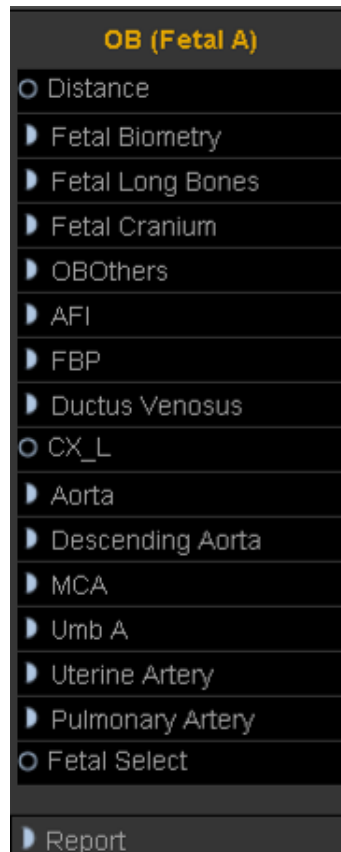 OB (Fetal A)
Distance
Fetal Biometry
Fetal Long Bones
Fetal Cranium
OBOthers
AFI
FBP
Ductus Venosus
CX_L
Aorta
Descending Aorta
MCA
Umb A
Uterine Artery
Pulmonary Artery
Fetal Select
Report